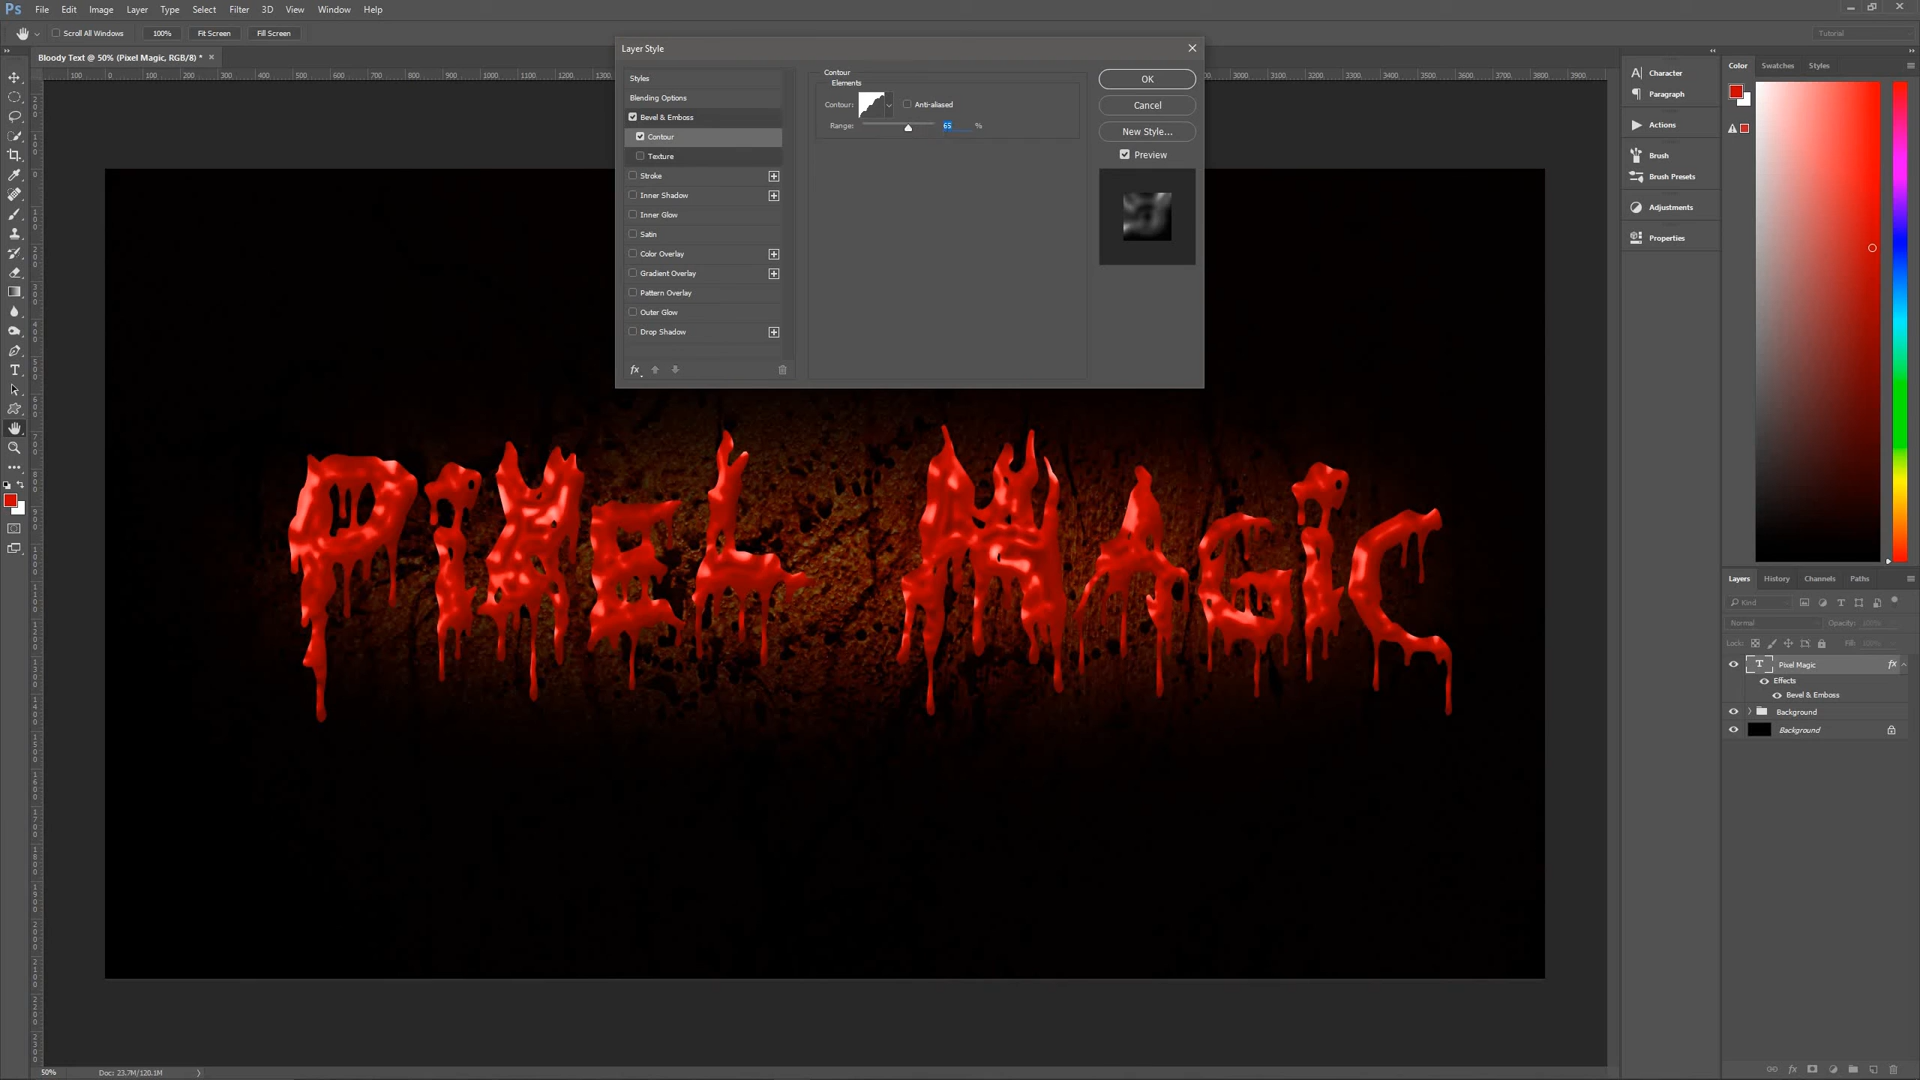 Ps File Edit Image Layer Type Select Filter 3D View Window Help
Scroll All Windows 100% Fit Screen Fill Screen Tutorial
Bloody Text @ 50% (Pixel Magic, RGB/8) * ×
Layer Style
Styles
Blending Options
Bevel & Emboss
Contour
Texture
Stroke
Inner Shadow
Inner Glow
Satin
Color Overlay
Gradient Overlay
Pattern Overlay
Outer Glow
Drop Shadow
fx
Contour
Elements
Contour: Anti-aliased
Range: 65 %
OK
Cancel
New Style...
Preview
PiXEL MAGiC
Character
Paragraph
Actions
Brush
Brush Presets
Adjustments
Properties
Color Swatches Styles
Layers History Channels Paths
Kind
Normal Opacity: 100%
Lock: Fill: 100%
Pixel Magic fx
Effects
Bevel & Emboss
Background
Background
50% Doc: 23.7M/120.1M